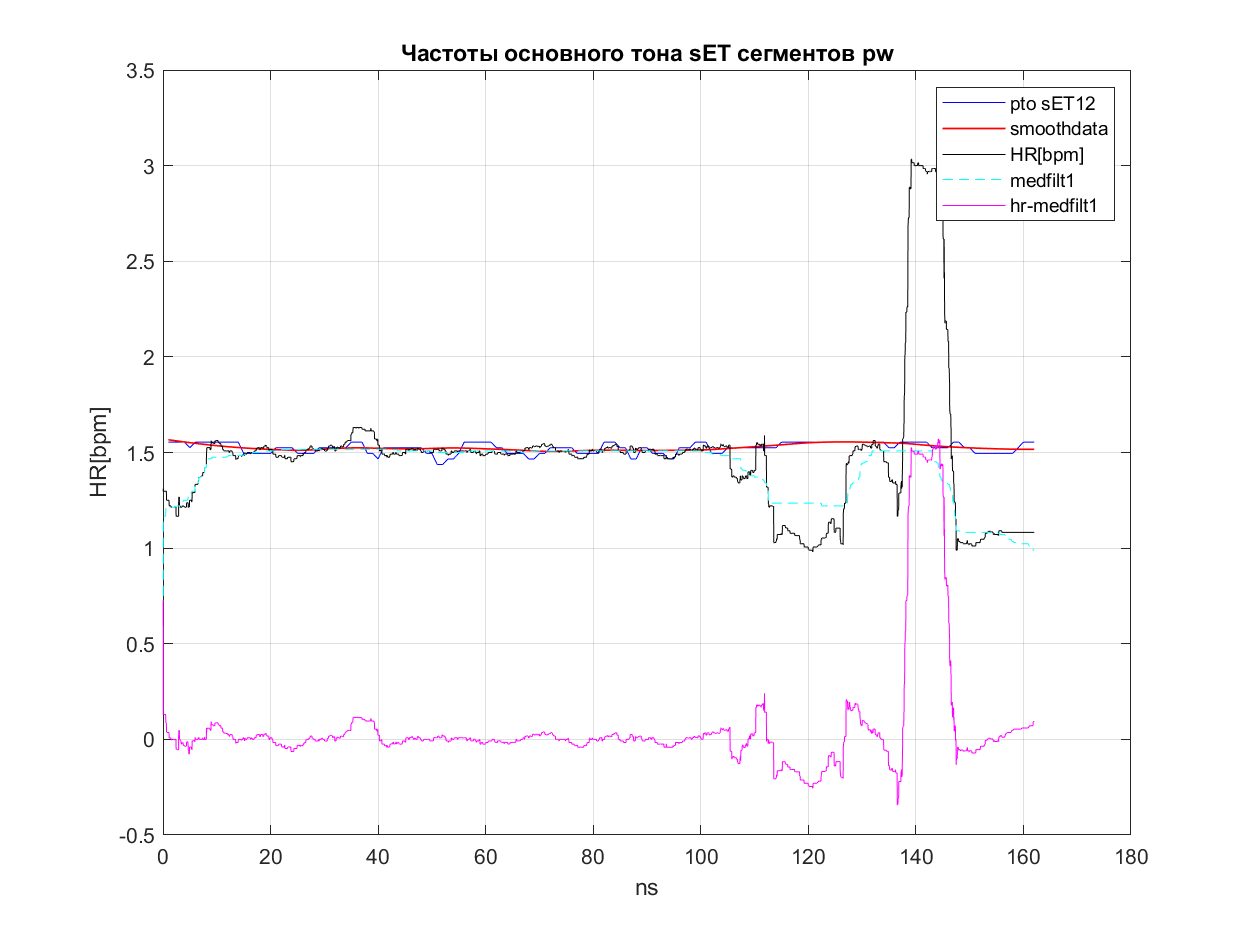 Частоты основного тона sET сегментов pw
3.5
3
2.5
2
1.5
1
0.5
0
-0.5
HR[bpm]
pto sET12
smoothdata
HR[bpm]
medfilt1
hr-medfilt1
0 20 40 60 80 100 120 140 160 180
ns